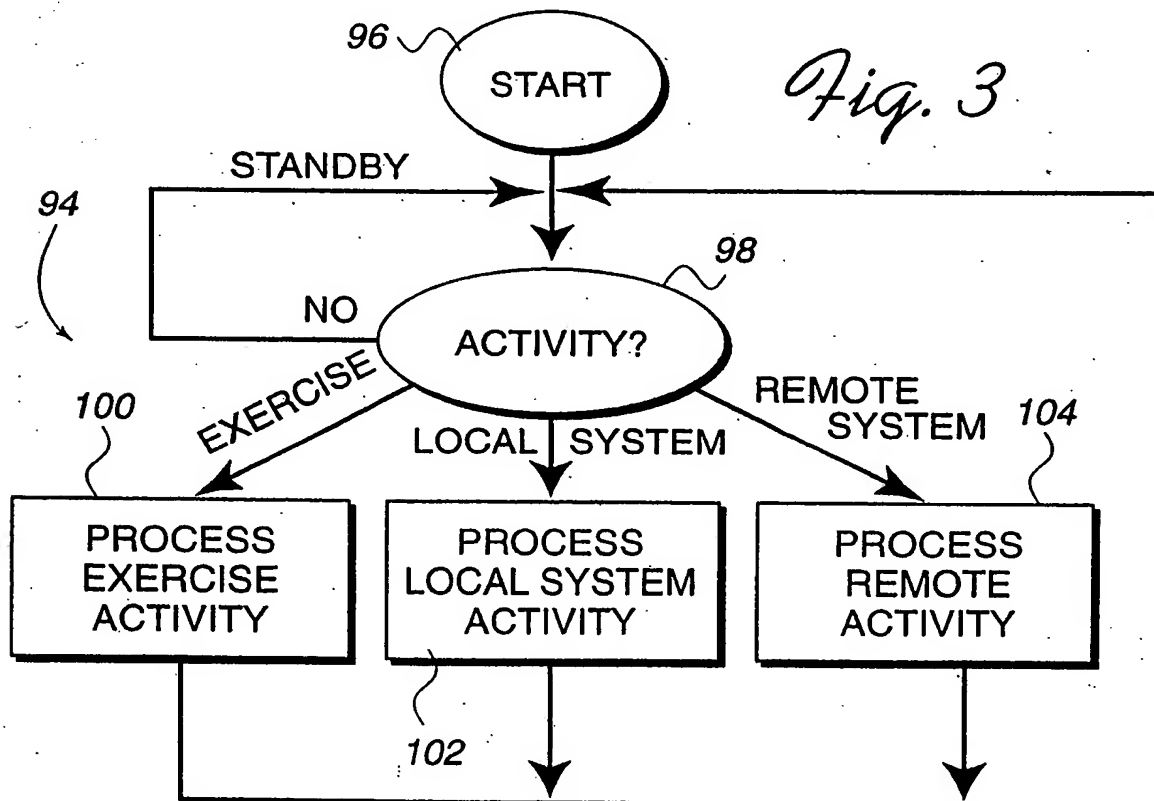 96
START
Fig. 3
STANDBY
94
98
NO
ACTIVITY?
EXERCISE
LOCAL SYSTEM
REMOTE
SYSTEM
100
104
PROCESS
EXERCISE
ACTIVITY
PROCESS
LOCAL SYSTEM
ACTIVITY
PROCESS
REMOTE
ACTIVITY
102